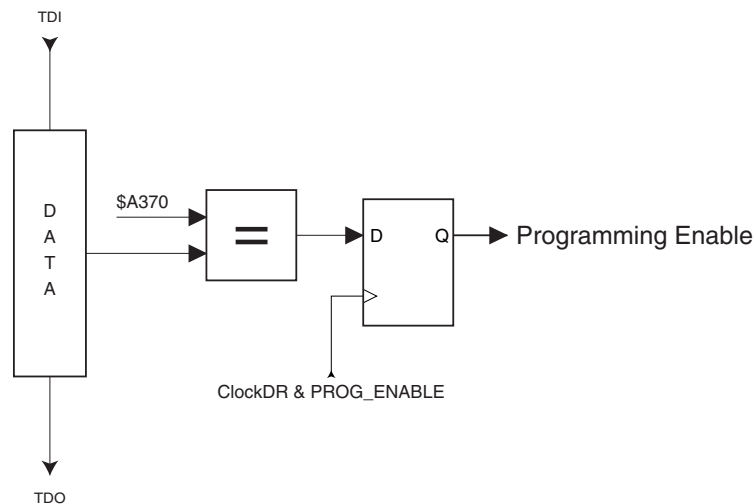 TDI
D
A
T
A
$A370
=
D
Q
Programming Enable
ClockDR & PROG_ENABLE
TDO